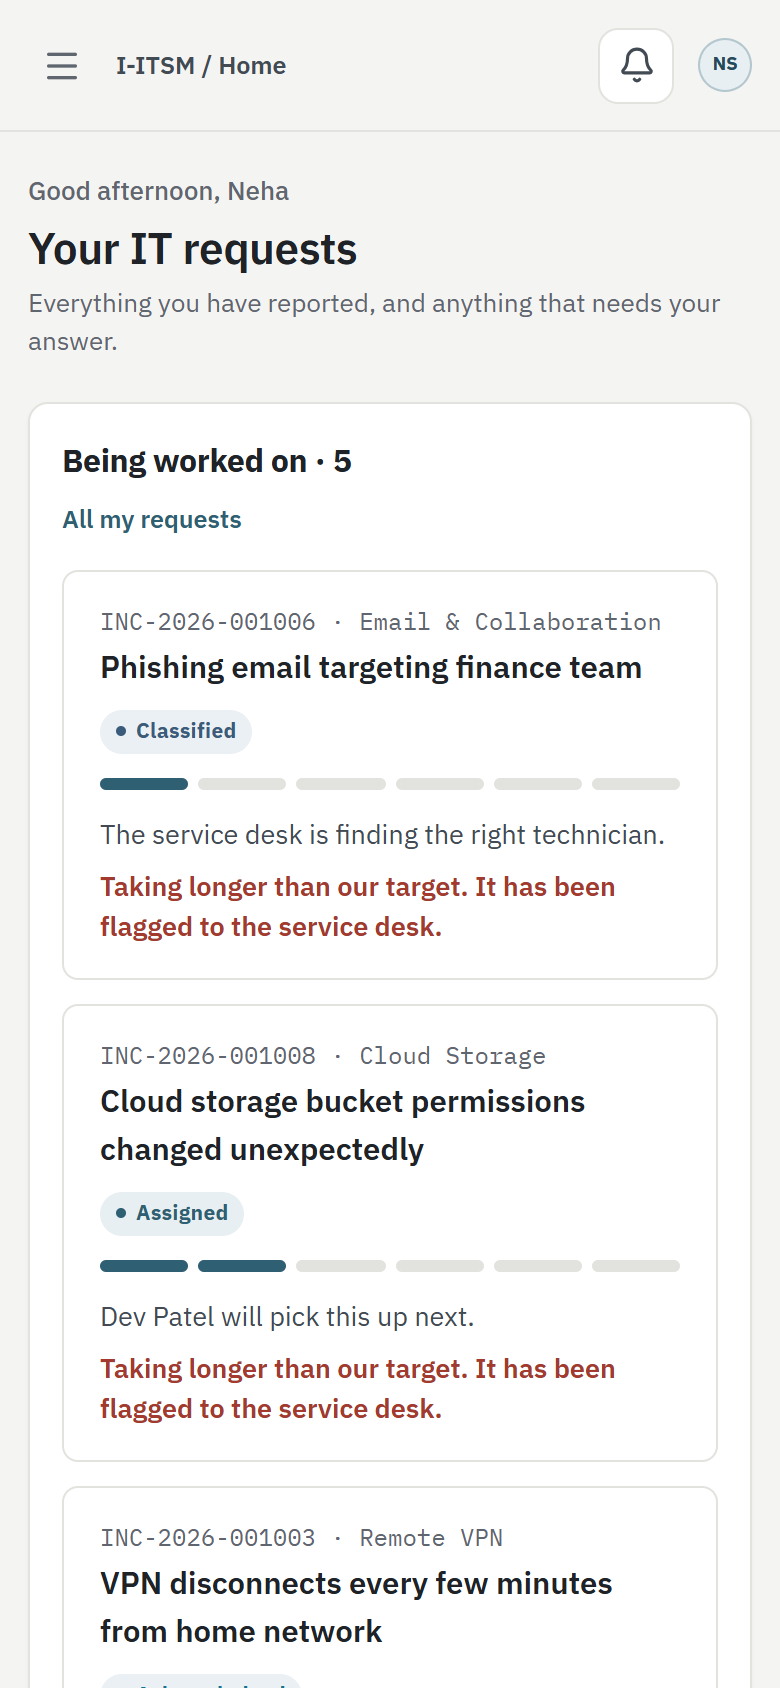 I-ITSM / Home
NS
Good afternoon, Neha
Your IT requests
Everything you have reported, and anything that needs your
answer.
Being worked on · 5
All my requests
INC-2026-001006 · Email & Collaboration
Phishing email targeting finance team
Classified
The service desk is finding the right technician.
Taking longer than our target. It has been
flagged to the service desk.
INC-2026-001008 · Cloud Storage
Cloud storage bucket permissions
changed unexpectedly
Assigned
Dev Patel will pick this up next.
Taking longer than our target. It has been
flagged to the service desk.
INC-2026-001003 · Remote VPN
VPN disconnects every few minutes
from home network